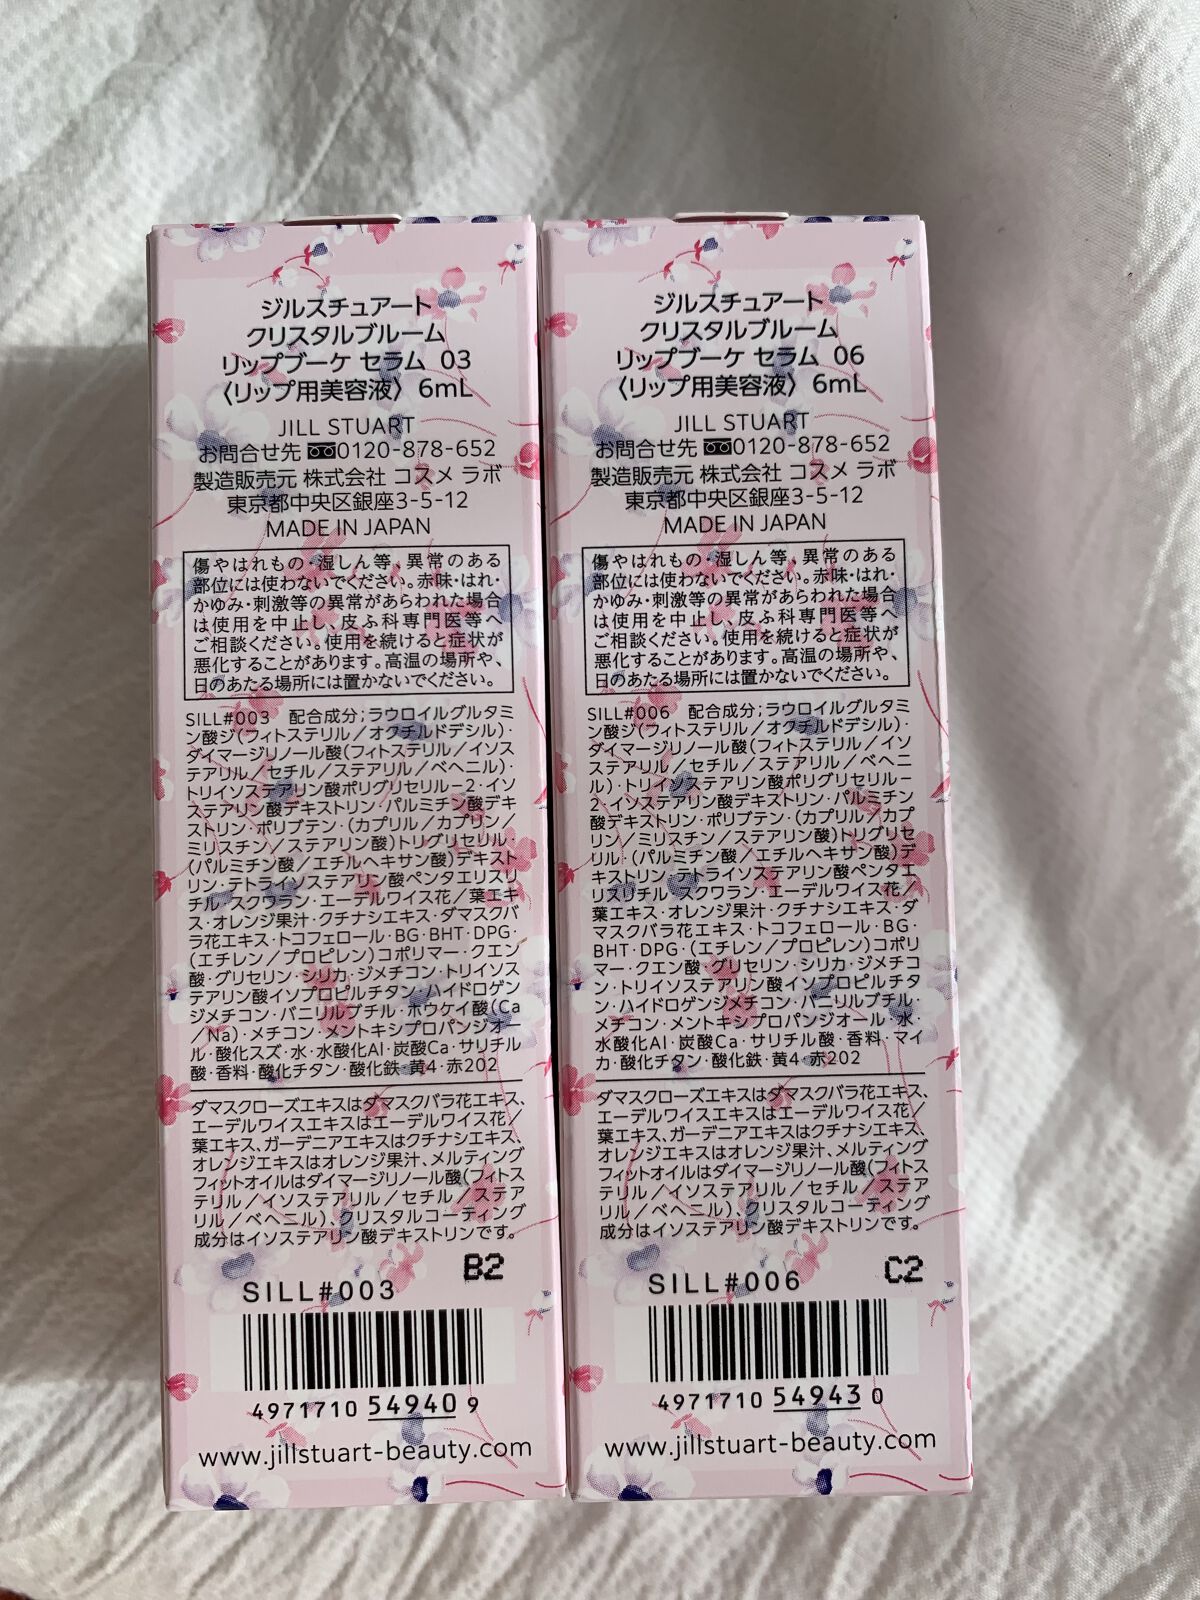 ジルスチュアート
クリスタルブルーム
リップブーケ セラム 03
〈リップ用美容液〉 6mL
JILL STUART
お問合せ先 0120-878-652
製造販売元 株式会社 コスメ ラボ
東京都中央区銀座3-5-12
MADE IN JAPAN
傷やはれもの・湿しん等、異常のある
部位には使わないでください。赤味・はれ・
かゆみ・刺激等の異常があらわれた場合
は使用を中止し、皮ふ科専門医等へ
ご相談ください。使用を続けると症状が
悪化することがあります。高温の場所や、
日のあたる場所には置かないでください。
SILL#003 配合成分;ラウロイルグルタミ
ン酸ジ(フィトステリル/オクチルドデシル)・
ダイマージリノール酸(フィトステリル/イソス
テアリル/セチル/ステアリル/ベヘニル)・
トリイソステアリン酸ポリグリセリル-2・イソ
ステアリン酸デキストリン・パルミチン酸デキ
ストリン・ポリブテン・(カプリル/カプリン/
ミリスチン/ステアリン酸)トリグリセリル・
(パルミチン酸/エチルヘキサン酸)デキスト
リン・テトライソステアリン酸ペンタエリスリ
チル・スクワラン・エーデルワイス花/葉エキ
ス・オレンジ果汁・クチナシエキス・ダマスクバ
ラ花エキス・トコフェロール・BG・BHT・DPG・
(エチレン/プロピレン)コポリマー・クエン
酸・グリセリン・シリカ・ジメチコン・トリイソス
テアリン酸イソプロピルチタン・ハイドロゲン
ジメチコン・バニリルブチル・ホウケイ酸(Ca
/Na)・メチコン・メントキシプロパンジオー
ル・酸化スズ・水・水酸化Al・炭酸Ca・サリチル
酸・香料・酸化チタン・酸化鉄・黄4・赤202
ダマスクローズエキスはダマスクバラ花エキス、
エーデルワイスエキスはエーデルワイス花/
葉エキス、ガーデニアエキスはクチナシエキス、
オレンジエキスはオレンジ果汁、メルティング
フィットオイルはダイマージリノール酸(フィトス
テリル/イソステアリル/セチル/ステア
リル/ベヘニル)、クリスタルコーティング
成分はイソステアリン酸デキストリンです。
B2
SILL#003
4971710 54940 9
www.jillstuart-beauty.com
ジルスチュアート
クリスタルブルーム
リップブーケ セラム 06
〈リップ用美容液〉 6mL
JILL STUART
お問合せ先 0120-878-652
製造販売元 株式会社 コスメ ラボ
東京都中央区銀座3-5-12
MADE IN JAPAN
傷やはれもの・湿しん等、異常のある
部位には使わないでください。赤味・はれ・
かゆみ・刺激等の異常があらわれた場合
は使用を中止し、皮ふ科専門医等へ
ご相談ください。使用を続けると症状が
悪化することがあります。高温の場所や、
日のあたる場所には置かないでください。
SILL#006 配合成分;ラウロイルグルタミ
ン酸ジ(フィトステリル/オクチルドデシル)・
ダイマージリノール酸(フィトステリル/イソ
ステアリル/セチル/ステアリル/ベヘニ
ル)・トリイソステアリン酸ポリグリセリル-
2・イソステアリン酸デキストリン・パルミチン
酸デキストリン・ポリブテン・(カプリル/カプ
リン/ミリスチン/ステアリン酸)トリグリセ
リル・(パルミチン酸/エチルヘキサン酸)デ
キストリン・テトライソステアリン酸ペンタエ
リスリチル・スクワラン・エーデルワイス花/
葉エキス・オレンジ果汁・クチナシエキス・ダ
マスクバラ花エキス・トコフェロール・BG・
BHT・DPG・(エチレン/プロピレン)コポリ
マー・クエン酸・グリセリン・シリカ・ジメチコ
ン・トリイソステアリン酸イソプロピルチタ
ン・ハイドロゲンジメチコン・バニリルブチル・
メチコン・メントキシプロパンジオール・水・
水酸化Al・炭酸Ca・サリチル酸・香料・マイ
カ・酸化チタン・酸化鉄・黄4・赤202
ダマスクローズエキスはダマスクバラ花エキス、
エーデルワイスエキスはエーデルワイス花/
葉エキス、ガーデニアエキスはクチナシエキス、
オレンジエキスはオレンジ果汁、メルティング
フィットオイルはダイマージリノール酸(フィトス
テリル/イソステアリル/セチル/ステア
リル/ベヘニル)、クリスタルコーティング
成分はイソステアリン酸デキストリンです。
C2
SILL#006
4971710 54943 0
www.jillstuart-beauty.com